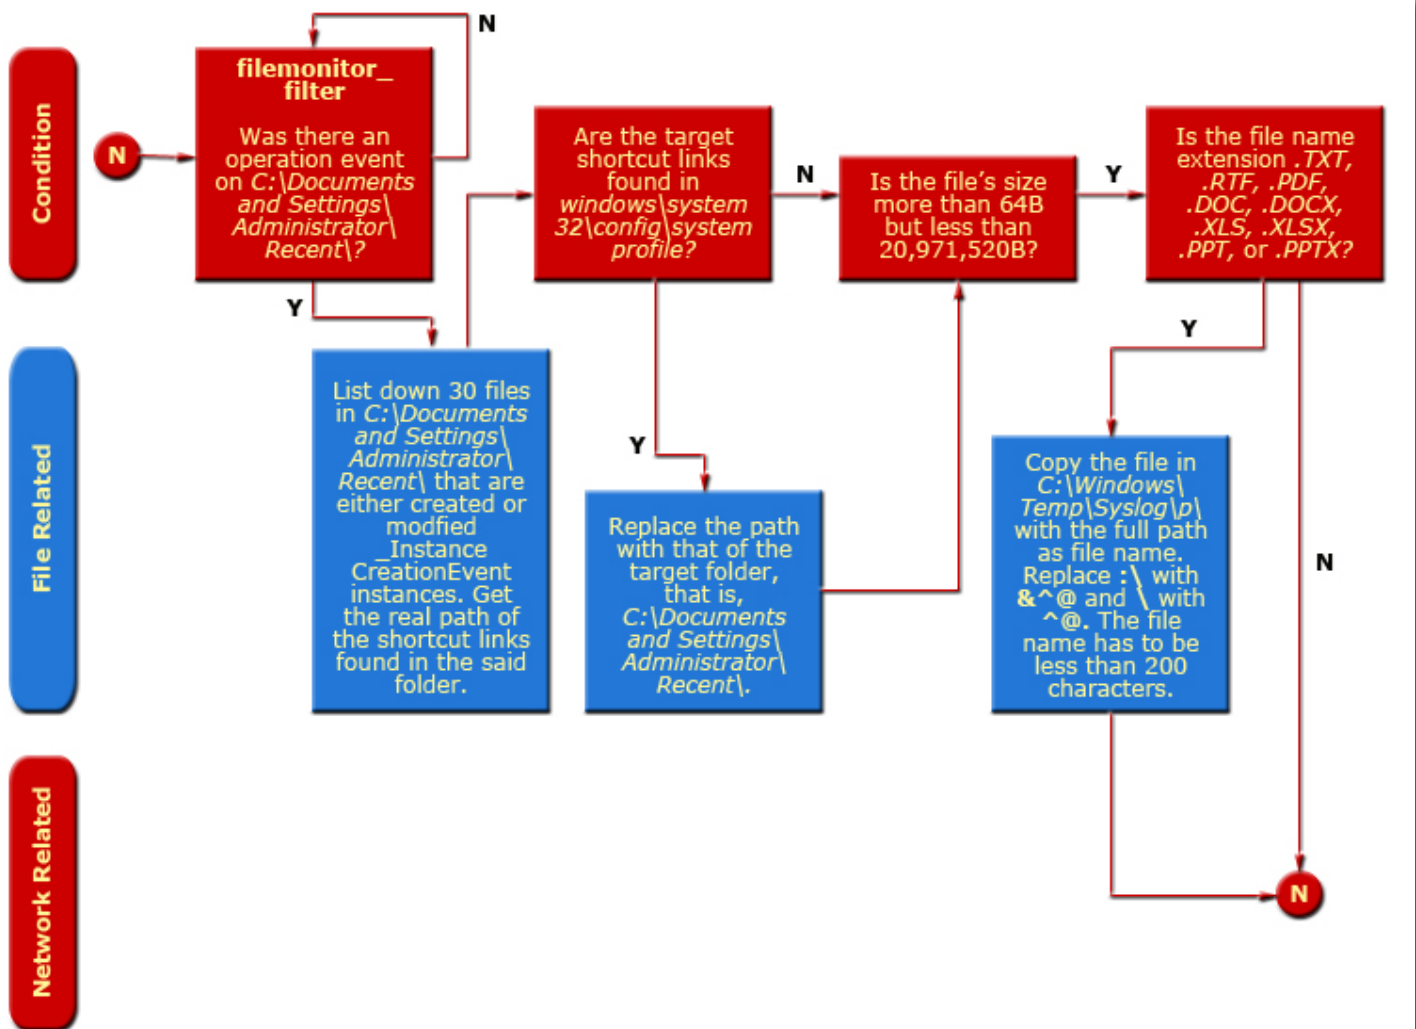 Condition
N
filemonitor_
filter
Was there an
operation event
on C:\Documents
and Settings\
Administrator\
Recent\?
N
Y
Are the target
shortcut links
found in
windows\system
32\config\system
profile?
N
Is the file's size
more than 64B
but less than
20,971,520B?
Y
Is the file name
extension .TXT,
.RTF, .PDF,
.DOC, .DOCX,
.XLS, .XLSX,
.PPT, or .PPTX?
File Related
List down 30 files
in C:\Documents
and Settings\
Administrator\
Recent\ that are
either created or
modfied
_Instance
CreationEvent
instances. Get
the real path of
the shortcut links
found in the said
folder.
Y
Replace the path
with that of the
target folder,
that is,
C:\Documents
and Settings\
Administrator\
Recent\.
Y
Copy the file in
C:\Windows\
Temp\Syslog\p\
with the full path
as file name.
Replace :\ with
&^@ and \ with
^@. The file
name has to be
less than 200
characters.
N
Network Related
N